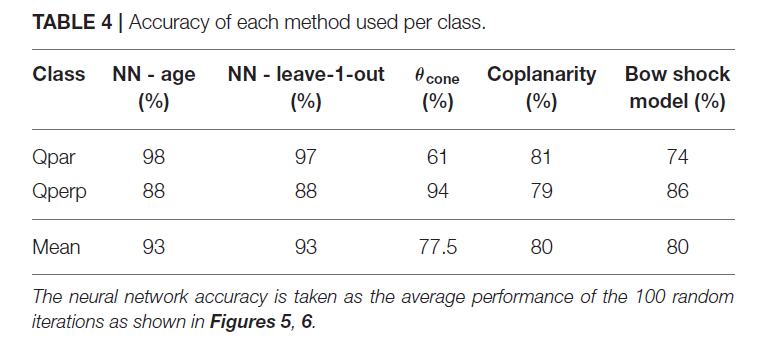 TABLE 4 | Accuracy of each method used per class.
Class NN - age NN - leave-1-out θcone Coplanarity Bow shock
(%) (%) (%) (%) model (%)
Qpar 98 97 61 81 74
Qperp 88 88 94 79 86
Mean 93 93 77.5 80 80
The neural network accuracy is taken as the average performance of the 100 random
iterations as shown in Figures 5, 6.